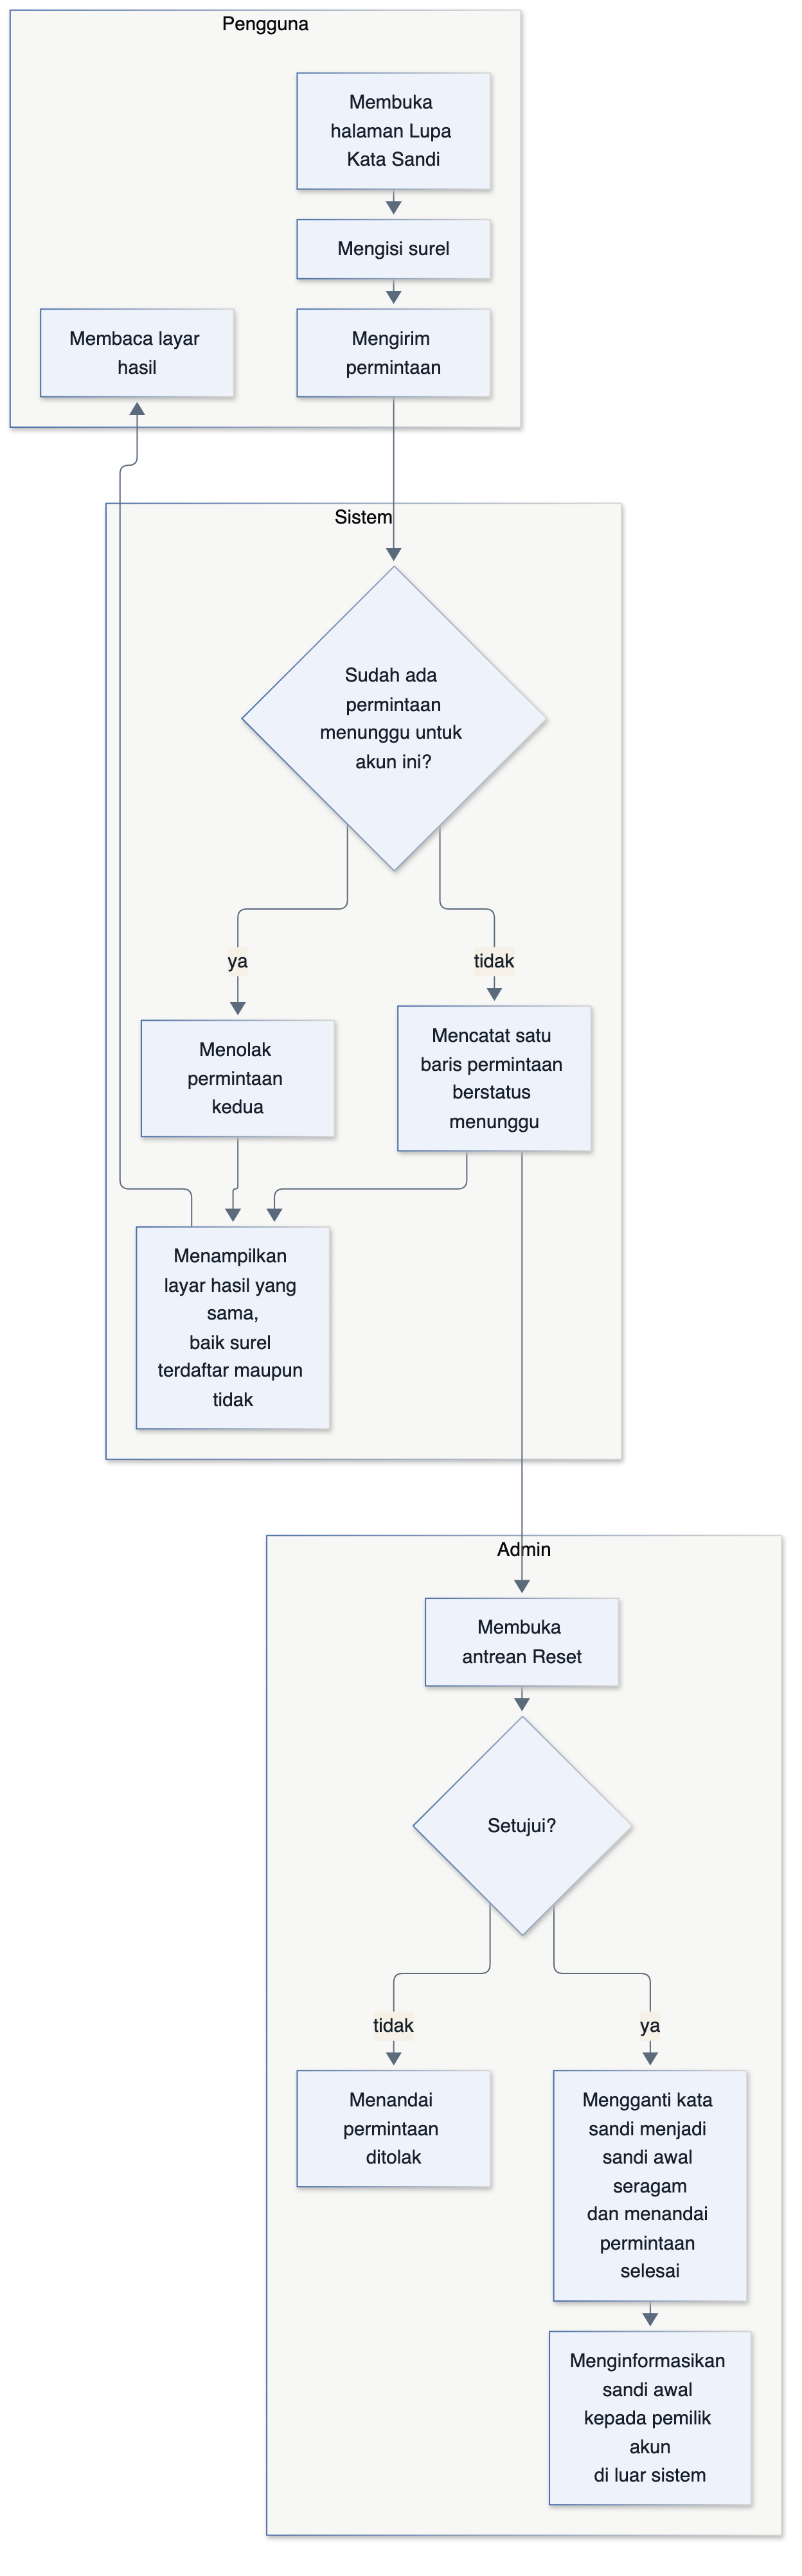 Pengguna
Membuka
halaman Lupa
Kata Sandi
Mengisi surel
Membaca layar
hasil
Mengirim
permintaan
Sistem
Sudah ada
permintaan
menunggu untuk
akun ini?
ya
tidak
Menolak
permintaan
kedua
Mencatat satu
baris permintaan
berstatus
menunggu
Menampilkan
layar hasil yang
sama,
baik surel
terdaftar maupun
tidak
Admin
Membuka
antrean Reset
Setujui?
tidak
ya
Menandai
permintaan
ditolak
Mengganti kata
sandi menjadi
sandi awal
seragam
dan menandai
permintaan
selesai
Menginformasikan
sandi awal
kepada pemilik
akun
di luar sistem